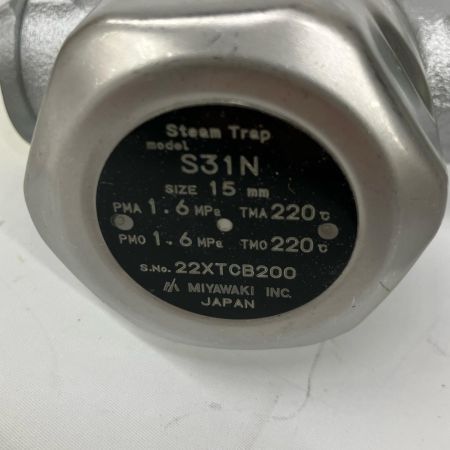 Steam Trap
model
S31N
SIZE 15 mm
PMA 1.6 MPa TMA 220 ℃
PMO 1.6 MPa TMO 220 ℃
S.No. 22XTCB200
MIYAWAKI INC.
JAPAN